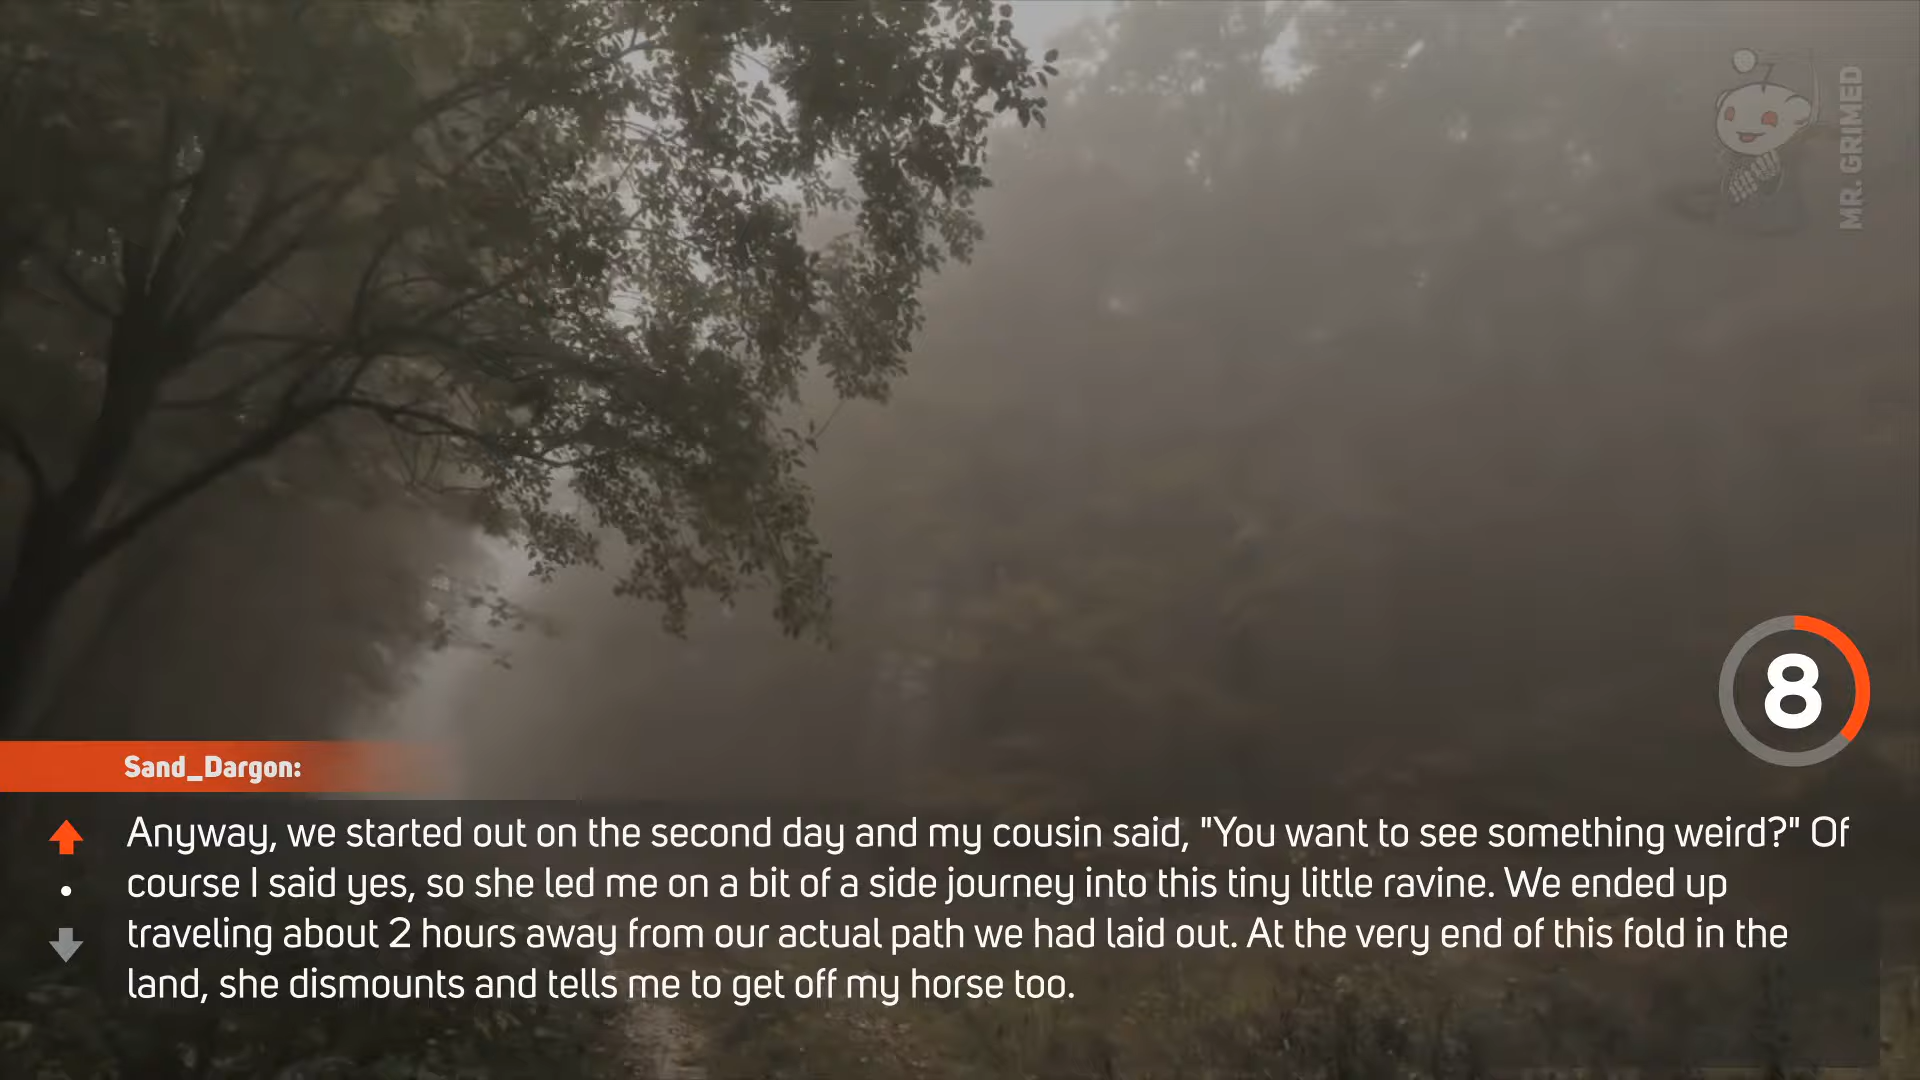 MR. GRIMED
8
Sand_Dargon:
Anyway, we started out on the second day and my cousin said, "You want to see something weird?" Of
course I said yes, so she led me on a bit of a side journey into this tiny little ravine. We ended up
traveling about 2 hours away from our actual path we had laid out. At the very end of this fold in the
land, she dismounts and tells me to get off my horse too.